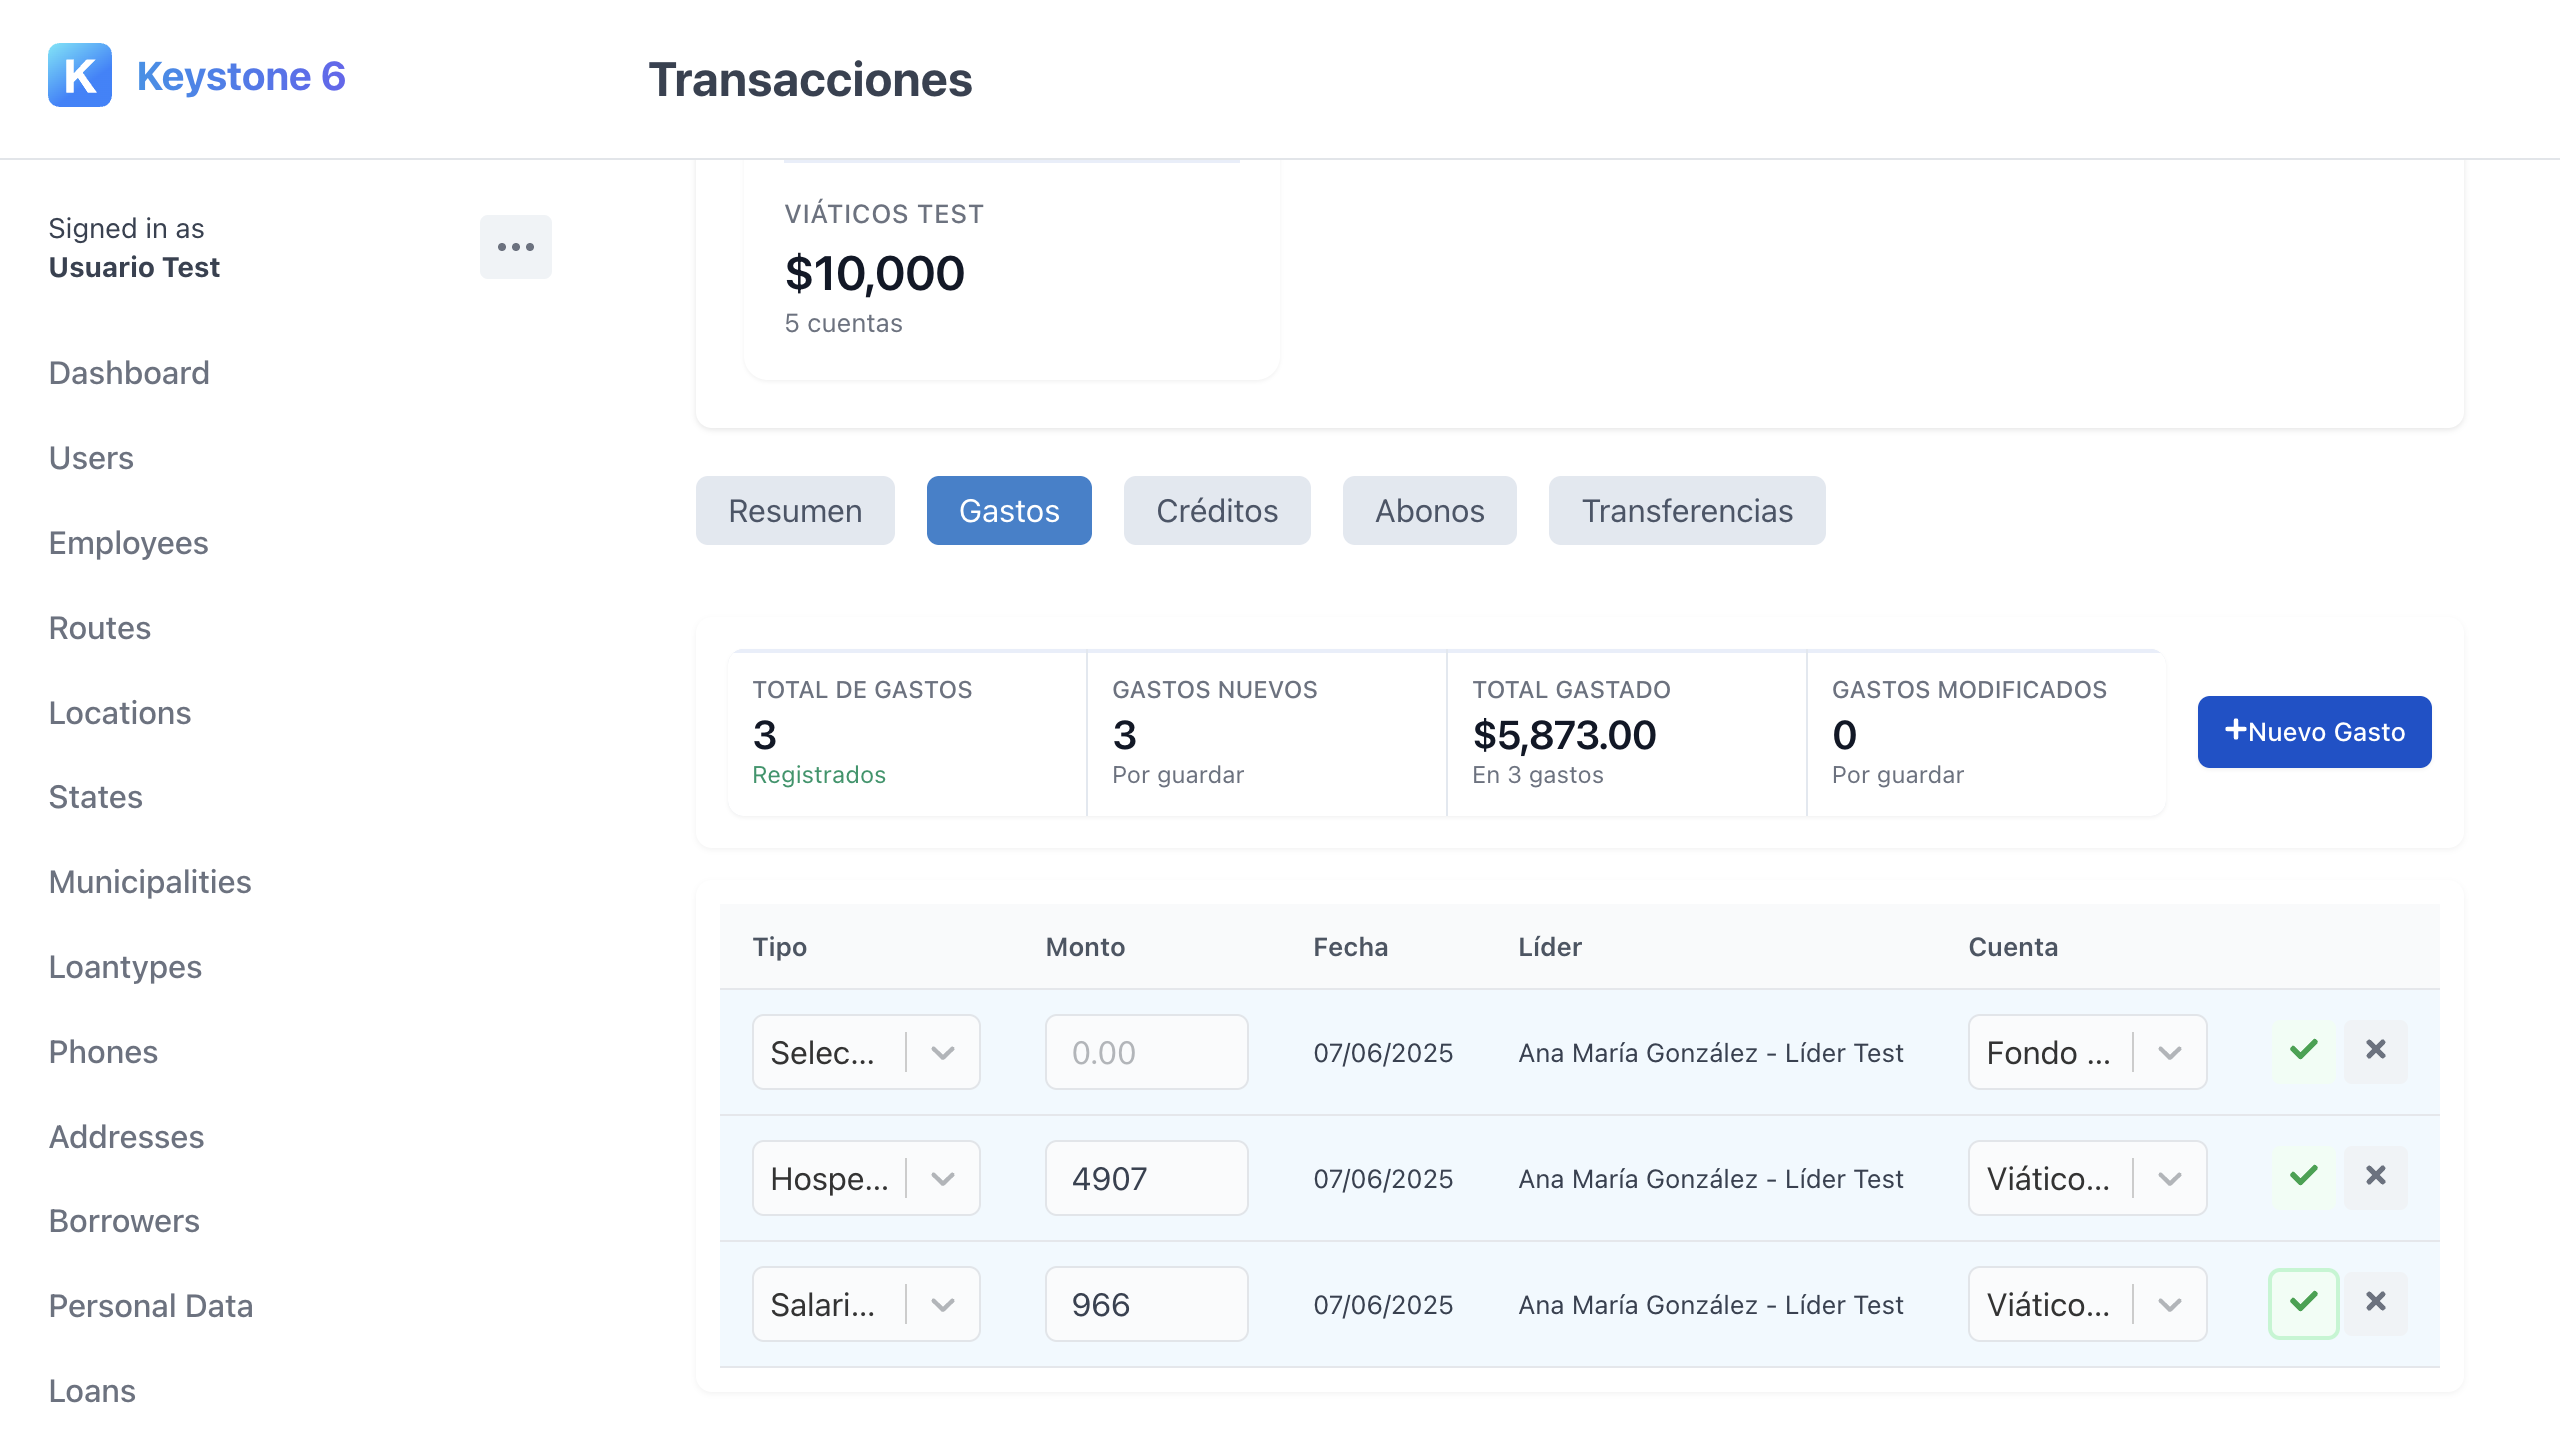 K
Keystone 6
Transacciones
Signed in as
Usuario Test
Dashboard
Users
Employees
Routes
Locations
States
Municipalities
Loantypes
Phones
Addresses
Borrowers
Personal Data
Loans
VIÁTICOS TEST
$10,000
5 cuentas
Resumen
Gastos
Créditos
Abonos
Transferencias
TOTAL DE GASTOS
3
Registrados
GASTOS NUEVOS
3
Por guardar
TOTAL GASTADO
$5,873.00
En 3 gastos
GASTOS MODIFICADOS
0
Por guardar
+Nuevo Gasto
Tipo Monto Fecha Líder Cuenta
Selec... 0.00 07/06/2025 Ana María González - Líder Test Fondo ...
Hospe... 4907 07/06/2025 Ana María González - Líder Test Viático...
Salari... 966 07/06/2025 Ana María González - Líder Test Viático...